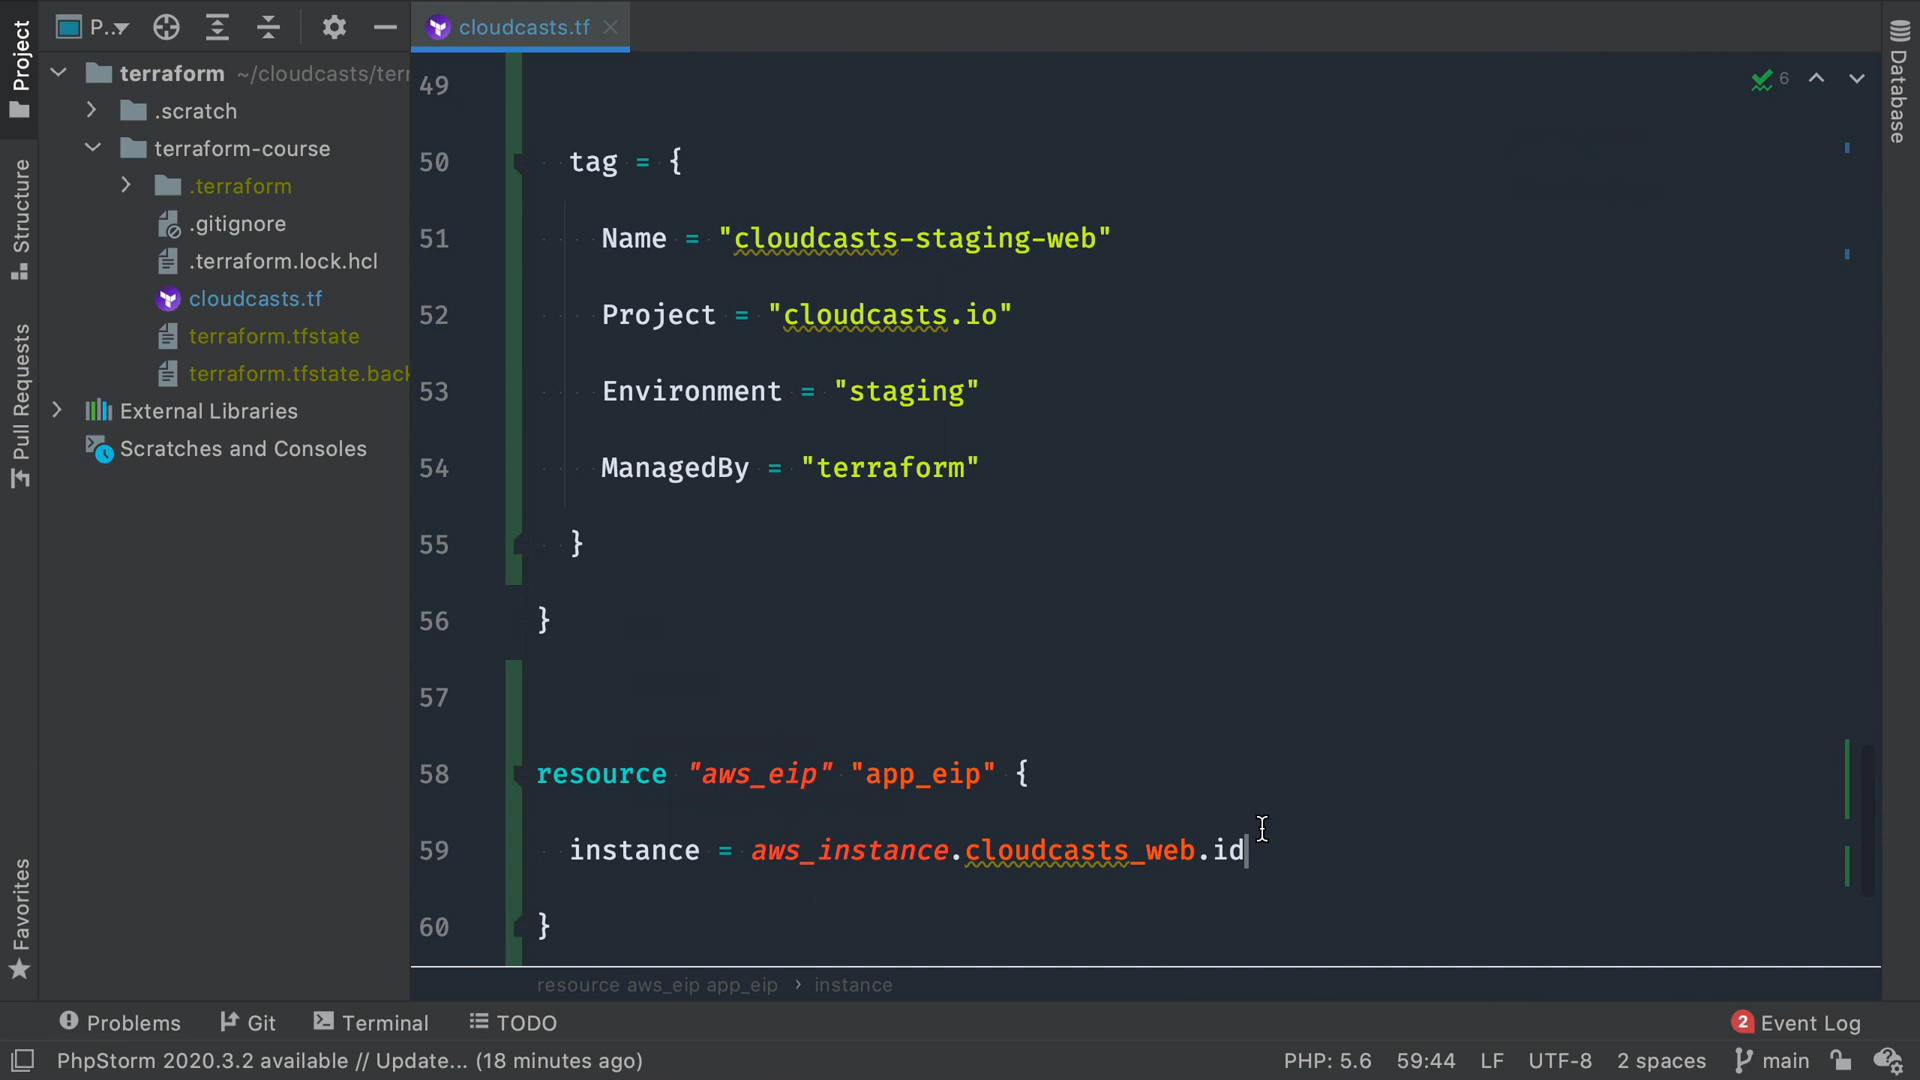 Project
Structure
Pull Requests
Favorites
P..
terraform ~/cloudcasts/terr
.scratch
terraform-course
.terraform
.gitignore
.terraform.lock.hcl
cloudcasts.tf
terraform.tfstate
terraform.tfstate.back
External Libraries
Scratches and Consoles
cloudcasts.tf
6
49
50 tag = {
51 Name = "cloudcasts-staging-web"
52 Project = "cloudcasts.io"
53 Environment = "staging"
54 ManagedBy = "terraform"
55 }
56 }
57
58 resource "aws_eip" "app_eip" {
59 instance = aws_instance.cloudcasts_web.id
60 }
resource aws_eip app_eip › instance
Database
Problems Git Terminal TODO 2 Event Log
PhpStorm 2020.3.2 available // Update... (18 minutes ago) PHP: 5.6 59:44 LF UTF-8 2 spaces main